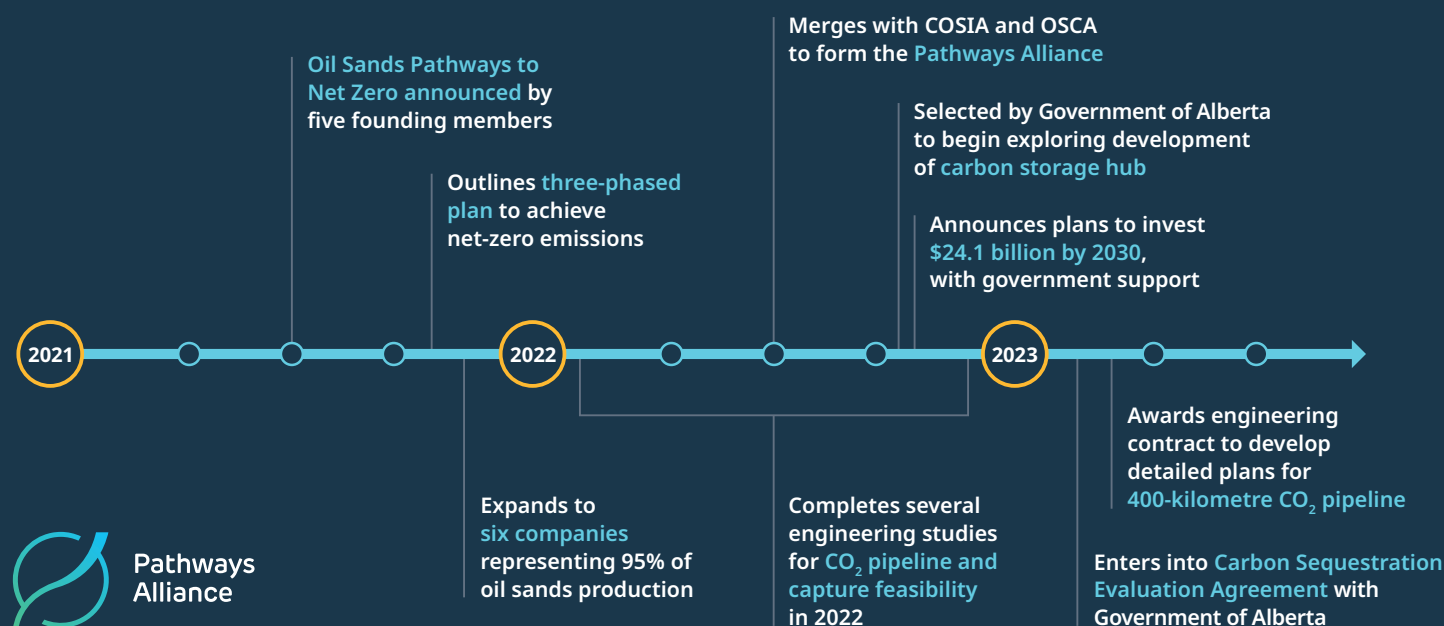 Merges with COSIA and OSCA
to form the Pathways Alliance
Oil Sands Pathways to
Net Zero announced by
five founding members
Selected by Government of Alberta
to begin exploring development
of carbon storage hub
Outlines three-phased
plan to achieve
net-zero emissions
Announces plans to invest
$24.1 billion by 2030,
with government support
2021
2022
2023
Awards engineering
contract to develop
detailed plans for
400-kilometre CO₂ pipeline
Expands to
six companies
representing 95% of
oil sands production
Completes several
engineering studies
for CO₂ pipeline and
capture feasibility
in 2022
Enters into Carbon Sequestration
Evaluation Agreement with
Government of Alberta
Pathways
Alliance